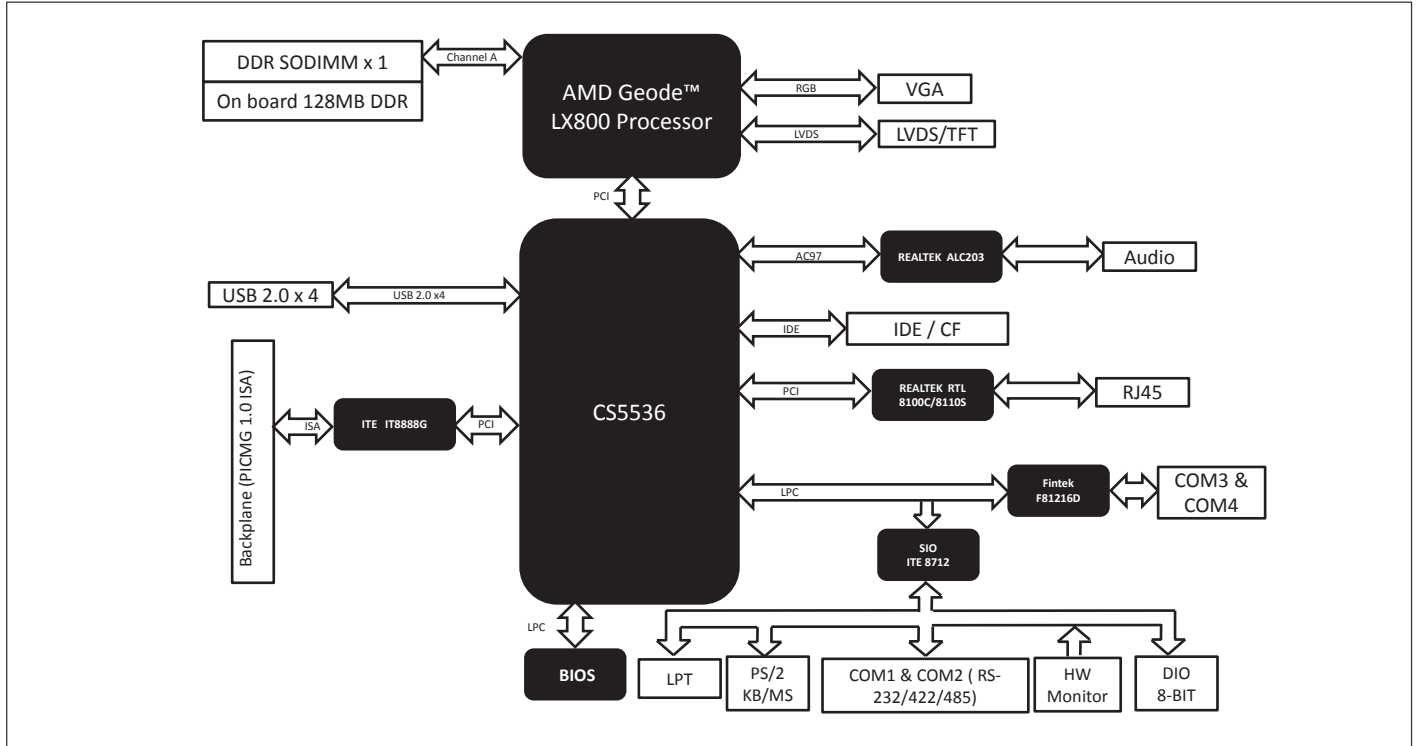 DDR SODIMM x 1
On board 128MB DDR
Channel A
AMD Geode™
LX800 Processor
RGB
VGA
LVDS
LVDS/TFT
PCI
CS5536
AC97
REALTEK ALC203
Audio
USB 2.0 x 4
USB 2.0 x4
IDE
IDE / CF
PCI
REALTEK RTL
8100C/8110S
RJ45
Backplane (PICMG 1.0 ISA)
ISA
ITE IT8888G
PCI
LPC
Fintek
F81216D
COM3 &
COM4
SIO
ITE 8712
LPC
BIOS
LPT
PS/2
KB/MS
COM1 & COM2 ( RS-
232/422/485)
HW
Monitor
DIO
8-BIT